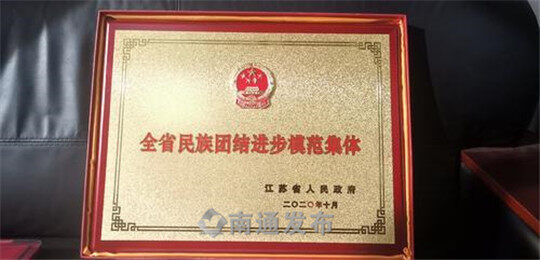 全省民族团结进步模范集体
江苏省人民政府
二〇二〇年十月
南通发布